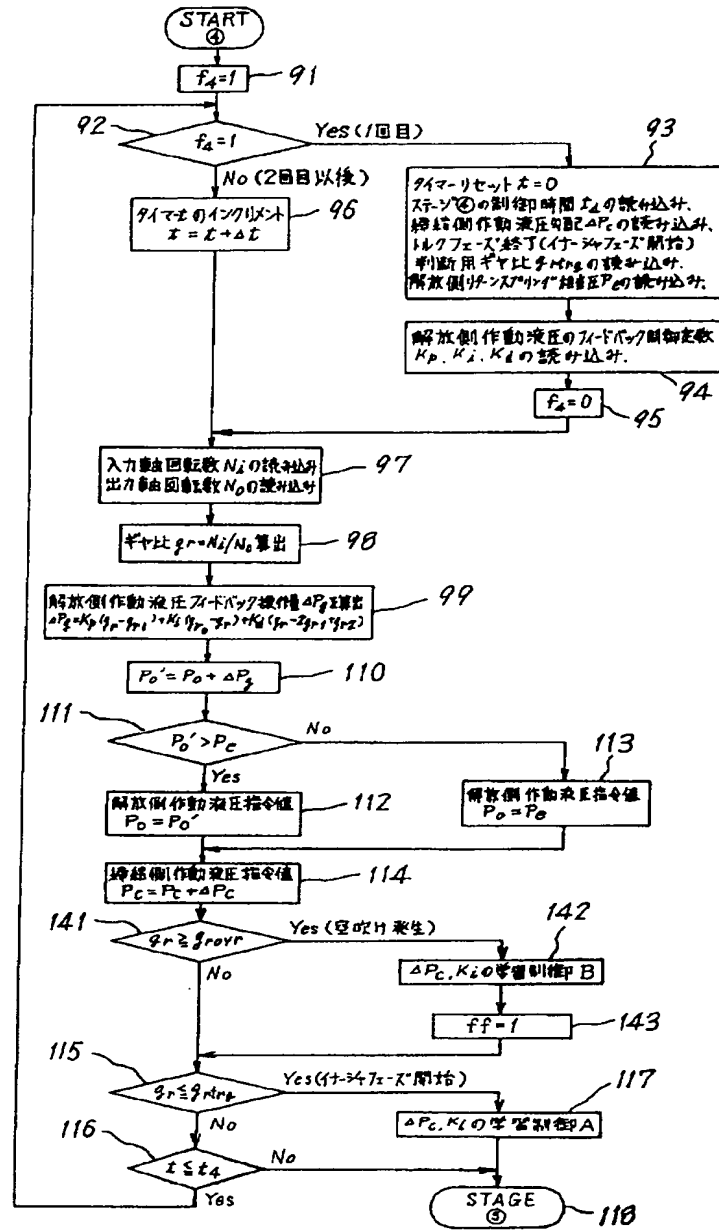 START
④
f4=1
91
92
f4=1
Yes(1回目)
No(2回目以後)
93
タイマーリセット t=0
ステージ④の制御時間 t4の読み込み.
締結側作動液圧勾配ΔPcの読み込み.
トルクフェーズ終了(イナーシャフェーズ開始)
判断用ギヤ比 grtrgの読み込み.
解放側リターンスプリング相当圧Peの読み込み.
タイマーtのインクリメント
t=t+Δt
96
解放側作動液圧のフィードバック制御定数
Kp, Ki, Kdの読み込み.
94
f4=0
95
入力軸回転数Niの読み込み
出力軸回転数Noの読み込み
97
ギヤ比 gr=Ni/No算出
98
解放側作動液圧フィードバック操作量ΔPgを算出
ΔPg=Kp(gr-gr1)+Ki(gr0-gr)+Kd(gr-2gr1+gr2)
99
Po'=Po+ΔPg
110
111
Po'>Pe
No
Yes
113
解放側作動液圧指令値
Po=Po'
112
解放側作動液圧指令値
Po=Pe
締結側作動液圧指令値
Pc=Pc+ΔPc
114
141
gr≧grovr
Yes(空吹け発生)
No
142
ΔPc, Kiの学習制御B
ff=1
143
115
gr≦grtrg
Yes(イナーシャフェーズ開始)
No
117
ΔPc, Kiの学習制御A
116
t≦t4
No
Yes
STAGE
⑤
118